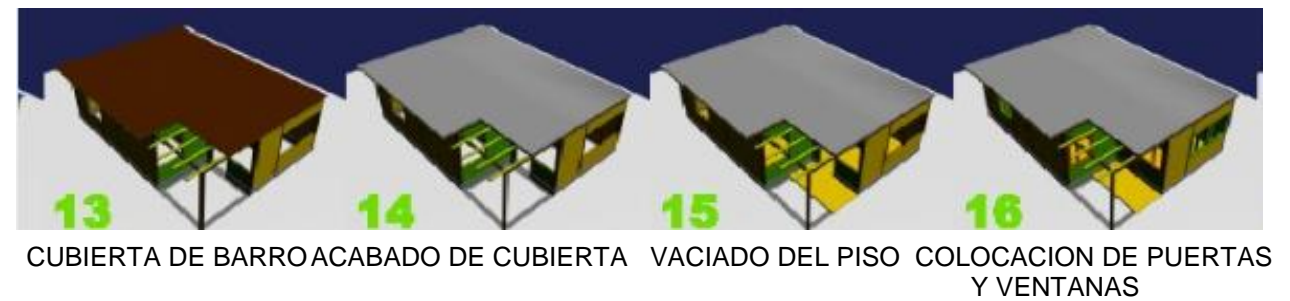 13 14 15 16
CUBIERTA DE BARRO ACABADO DE CUBIERTA VACIADO DEL PISO COLOCACION DE PUERTAS
Y VENTANAS